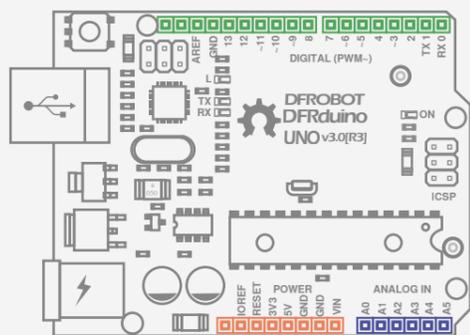 AREF
GND
13
12
~11
~10
~9
8
7
~6
~5
4
~3
2
TX 1
RX 0
DIGITAL (PWM~)
L
TX
RX
DFROBOT
DFRduino
UNO v3.0[R3]
ON
ICSP
POWER
ANALOG IN
IOREF
RESET
3V3
5V
GND
GND
VIN
A0
A1
A2
A3
A4
A5